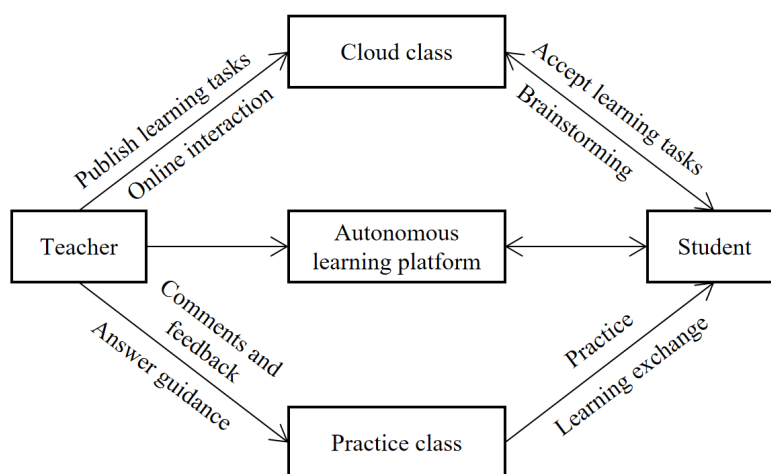 Cloud class
Publish learning tasks
Online interaction
Accept learning tasks
Brainstorming
Teacher
Autonomous
learning platform
Student
Comments and
feedback
Answer guidance
Practice
Learning exchange
Practice class